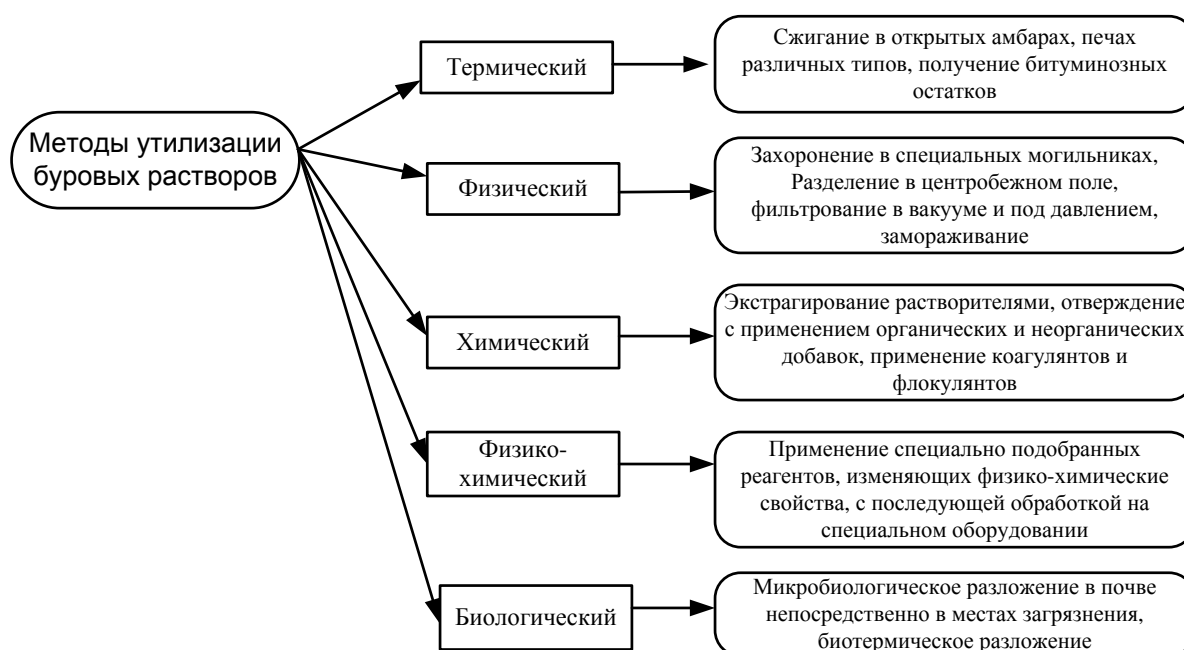 Методы утилизации
буровых растворов
Термический
Сжигание в открытых амбарах, печах
различных типов, получение битуминозных
остатков
Физический
Захоронение в специальных могильниках,
Разделение в центробежном поле,
фильтрование в вакууме и под давлением,
замораживание
Химический
Экстрагирование растворителями, отверждение
с применением органических и неорганических
добавок, применение коагулянтов и
флокулянтов
Физико-
химический
Применение специально подобранных
реагентов, изменяющих физико-химические
свойства, с последующей обработкой на
специальном оборудовании
Биологический
Микробиологическое разложение в почве
непосредственно в местах загрязнения,
биотермическое разложение